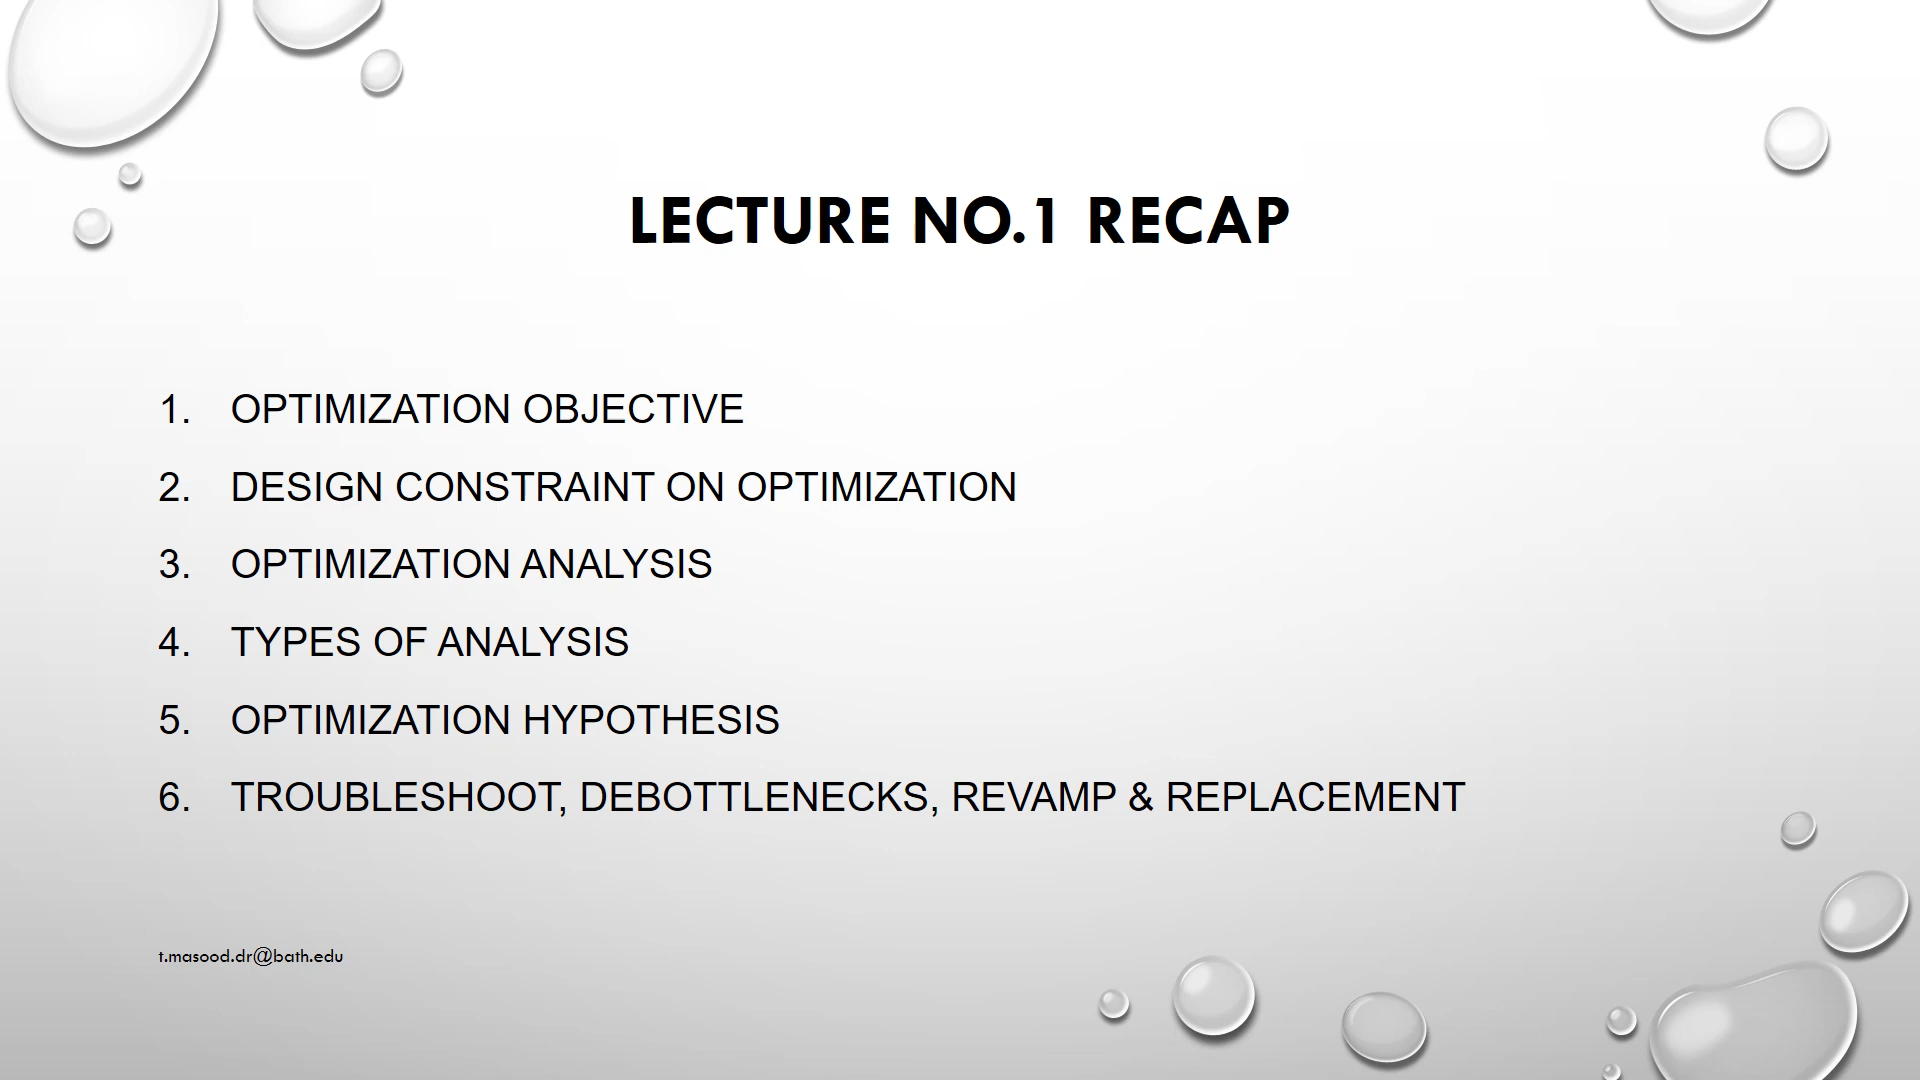 LECTURE NO.1 RECAP
1. OPTIMIZATION OBJECTIVE
2. DESIGN CONSTRAINT ON OPTIMIZATION
3. OPTIMIZATION ANALYSIS
4. TYPES OF ANALYSIS
5. OPTIMIZATION HYPOTHESIS
6. TROUBLESHOOT, DEBOTTLENECKS, REVAMP & REPLACEMENT
t.masood.dr@bath.edu